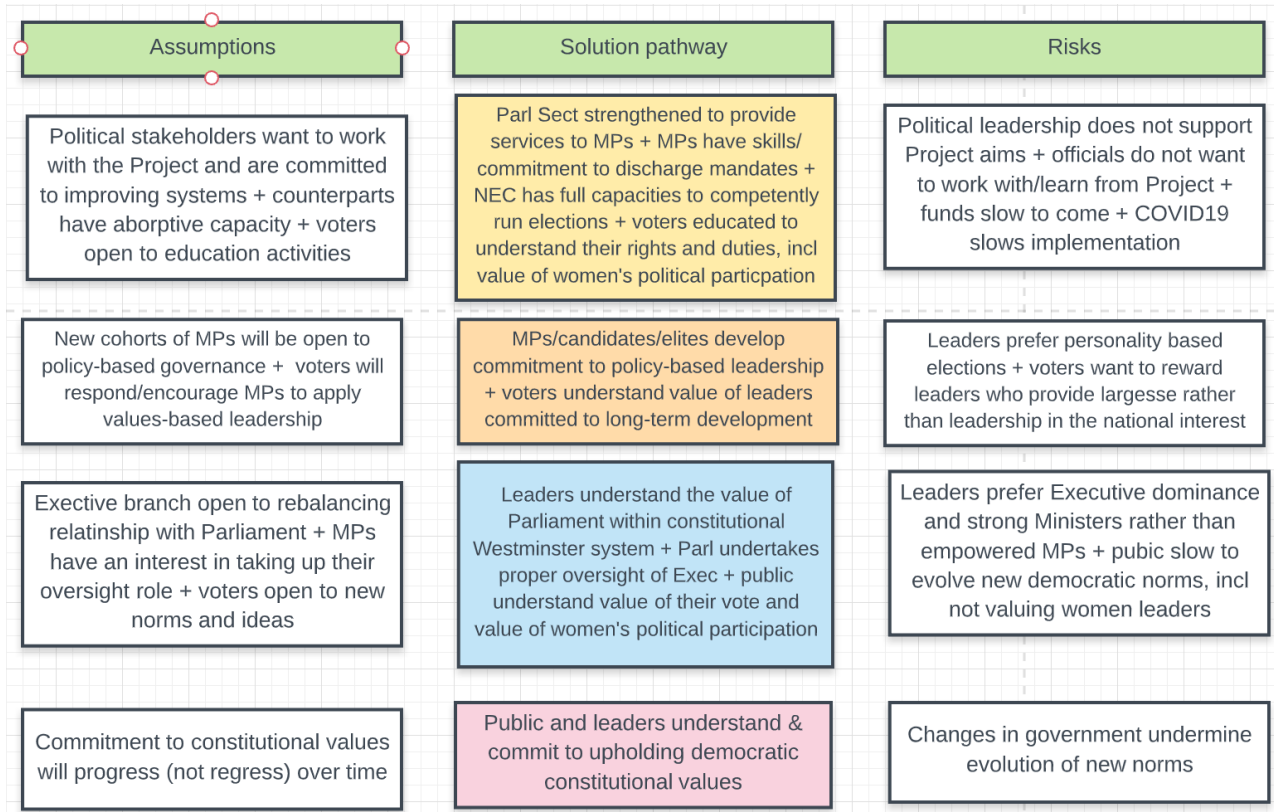 Assumptions
Solution pathway
Risks
Political stakeholders want to work
with the Project and are committed
to improving systems + counterparts
have aborptive capacity + voters
open to education activities
Parl Sect strengthened to provide
services to MPs + MPs have skills/
commitment to discharge mandates +
NEC has full capacities to competently
run elections + voters educated to
understand their rights and duties, incl
value of women's political particpation
Political leadership does not support
Project aims + officials do not want
to work with/learn from Project +
funds slow to come + COVID19
slows implementation
New cohorts of MPs will be open to
policy-based governance + voters will
respond/encourage MPs to apply
values-based leadership
MPs/candidates/elites develop
commitment to policy-based leadership
+ voters understand value of leaders
committed to long-term development
Leaders prefer personality based
elections + voters want to reward
leaders who provide largesse rather
than leadership in the national interest
Exective branch open to rebalancing
relatinship with Parliament + MPs
have an interest in taking up their
oversight role + voters open to new
norms and ideas
Leaders understand the value of
Parliament within constitutional
Westminster system + Parl undertakes
proper oversight of Exec + public
understand value of their vote and
value of women's political participation
Leaders prefer Executive dominance
and strong Ministers rather than
empowered MPs + pubic slow to
evolve new democratic norms, incl
not valuing women leaders
Commitment to constitutional values
will progress (not regress) over time
Public and leaders understand &
commit to upholding democratic
constitutional values
Changes in government undermine
evolution of new norms